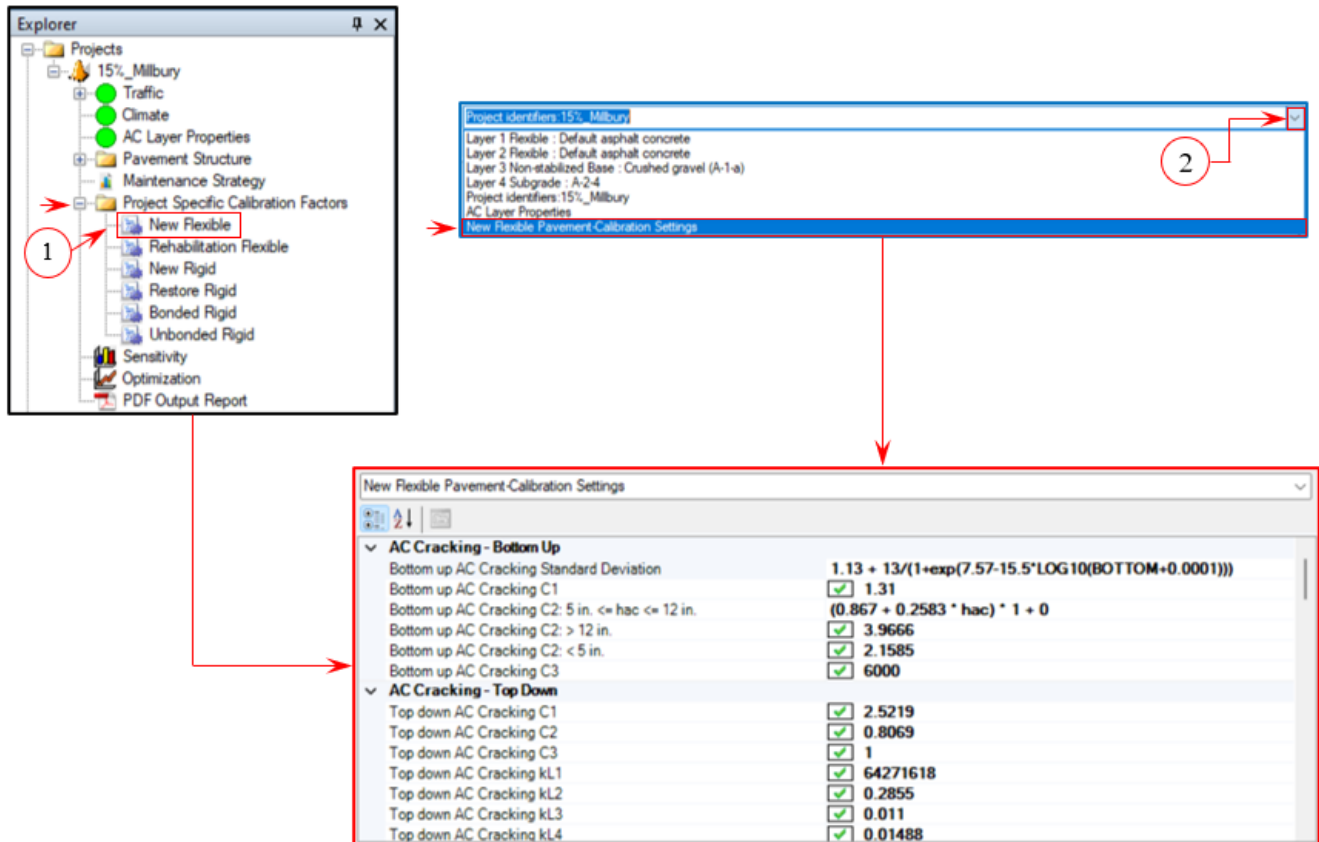 Explorer
Projects
15%_Millbury
Traffic
Climate
AC Layer Properties
Pavement Structure
Maintenance Strategy
Project Specific Calibration Factors
New Flexible
Rehabilitation Flexible
New Rigid
Restore Rigid
Bonded Rigid
Unbonded Rigid
Sensitivity
Optimization
PDF Output Report
1
Project identifiers:15%_Millbury
Layer 1 Flexible : Default asphalt concrete
Layer 2 Flexible : Default asphalt concrete
Layer 3 Non-stabilized Base : Crushed gravel (A-1-a)
Layer 4 Subgrade : A-2-4
Project identifiers:15%_Millbury
AC Layer Properties
New Flexible Pavement-Calibration Settings
2
New Flexible Pavement-Calibration Settings
AC Cracking - Bottom Up
Bottom up AC Cracking Standard Deviation 1.13 + 13/(1+exp(7.57-15.5*LOG10(BOTTOM+0.0001)))
Bottom up AC Cracking C1 1.31
Bottom up AC Cracking C2: 5 in. <= hac <= 12 in. (0.867 + 0.2583 * hac) * 1 + 0
Bottom up AC Cracking C2: > 12 in. 3.9666
Bottom up AC Cracking C2: < 5 in. 2.1585
Bottom up AC Cracking C3 6000
AC Cracking - Top Down
Top down AC Cracking C1 2.5219
Top down AC Cracking C2 0.8069
Top down AC Cracking C3 1
Top down AC Cracking kL1 64271618
Top down AC Cracking kL2 0.2855
Top down AC Cracking kL3 0.011
Top down AC Cracking kL4 0.01488